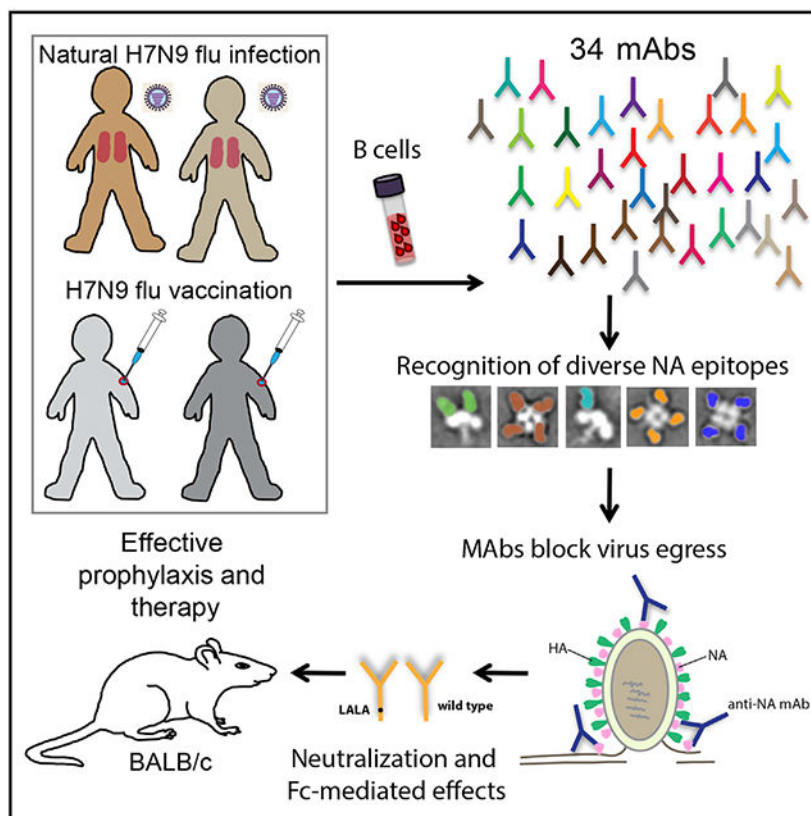 Natural H7N9 flu infection
H7N9 flu vaccination
B cells
34 mAbs
Recognition of diverse NA epitopes
MAbs block virus egress
HA
NA
anti-NA mAb
LALA
wild type
Neutralization and
Fc-mediated effects
Effective
prophylaxis and
therapy
BALB/c